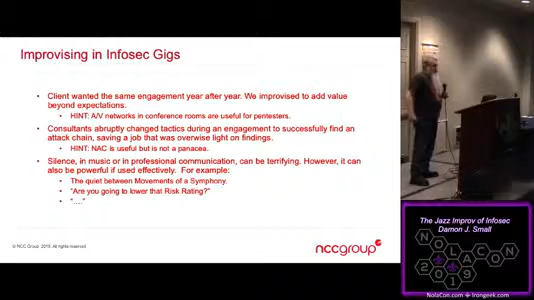 Improvising in Infosec Gigs
• Client wanted the same engagement year after year. We improvised to add value
beyond expectations.
• HINT: A/V networks in conference rooms are useful for pentesters.
• Consultants abruptly changed tactics during an engagement to successfully find an
attack chain, saving a job that was overwise light on findings.
• HINT: NAC is useful but is not a panacea.
• Silence, in music or in professional communication, can be terrifying. However, it can
also be powerful if used effectively. For example:
• The quiet between Movements of a Symphony.
• "Are you going to lower that Risk Rating?"
• "...."
© NCC Group 2019. All rights reserved
nccgroup
The Jazz Improv of Infosec
Damon J. Small
NOLACON
2019
NolaCon.com Irongeek.com